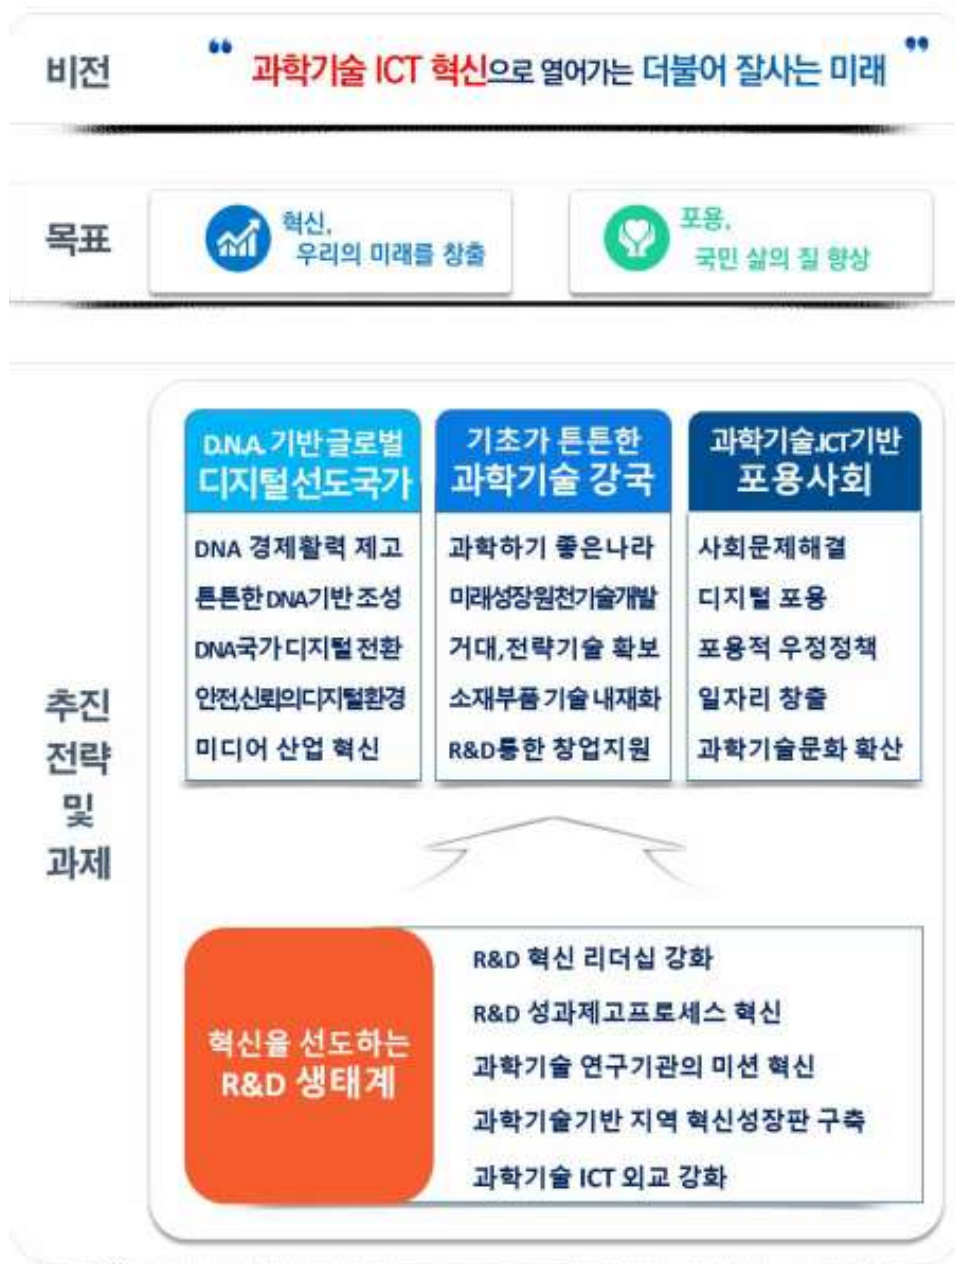 비전
“ 과학기술 ICT 혁신으로 열어가는 더불어 잘사는 미래 ”
목표
혁신,
우리의 미래를 창출
포용,
국민 삶의 질 향상
추진
전략
및
과제
D.N.A. 기반 글로벌
디지털 선도국가
DNA 경제활력 제고
튼튼한 DNA기반 조성
DNA국가 디지털 전환
안전,신뢰의 디지털환경
미디어 산업 혁신
기초가 튼튼한
과학기술 강국
과학하기 좋은나라
미래성장원천기술개발
거대,전략기술 확보
소재부품 기술 내재화
R&D통한 창업지원
과학기술.ICT기반
포용사회
사회문제해결
디지털 포용
포용적 우정정책
일자리 창출
과학기술문화 확산
혁신을 선도하는
R&D 생태계
R&D 혁신 리더십 강화
R&D 성과제고프로세스 혁신
과학기술 연구기관의 미션 혁신
과학기술기반 지역 혁신성장판 구축
과학기술 ICT 외교 강화